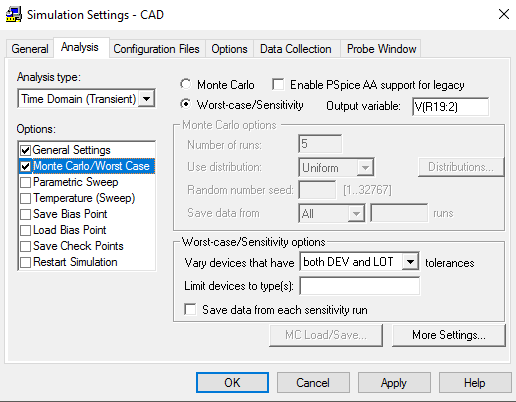 Simulation Settings - CAD
General Analysis Configuration Files Options Data Collection Probe Window
Analysis type:
Time Domain (Transient)
Options:
General Settings
Monte Carlo/Worst Case
Parametric Sweep
Temperature (Sweep)
Save Bias Point
Load Bias Point
Save Check Points
Restart Simulation
Monte Carlo Enable PSpice AA support for legacy
Worst-case/Sensitivity Output variable: V(R19:2)
Monte Carlo options
Number of runs: 5
Use distribution: Uniform Distributions...
Random number seed: [1..32767]
Save data from All runs
Worst-case/Sensitivity options
Vary devices that have both DEV and LOT tolerances
Limit devices to type(s):
Save data from each sensitivity run
MC Load/Save... More Settings...
OK Cancel Apply Help